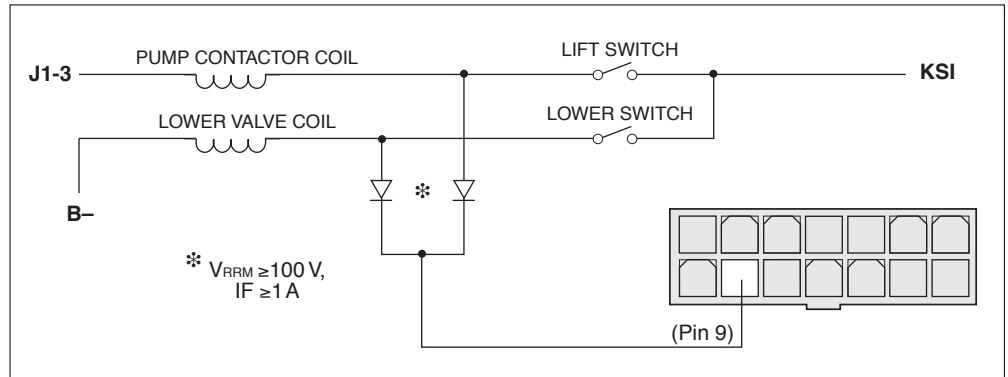 PUMP CONTACTOR COIL
LIFT SWITCH
J1-3
KSI
LOWER VALVE COIL
LOWER SWITCH
✻
B–
✻ VRRM ≥100 V,
IF ≥1 A
(Pin 9)